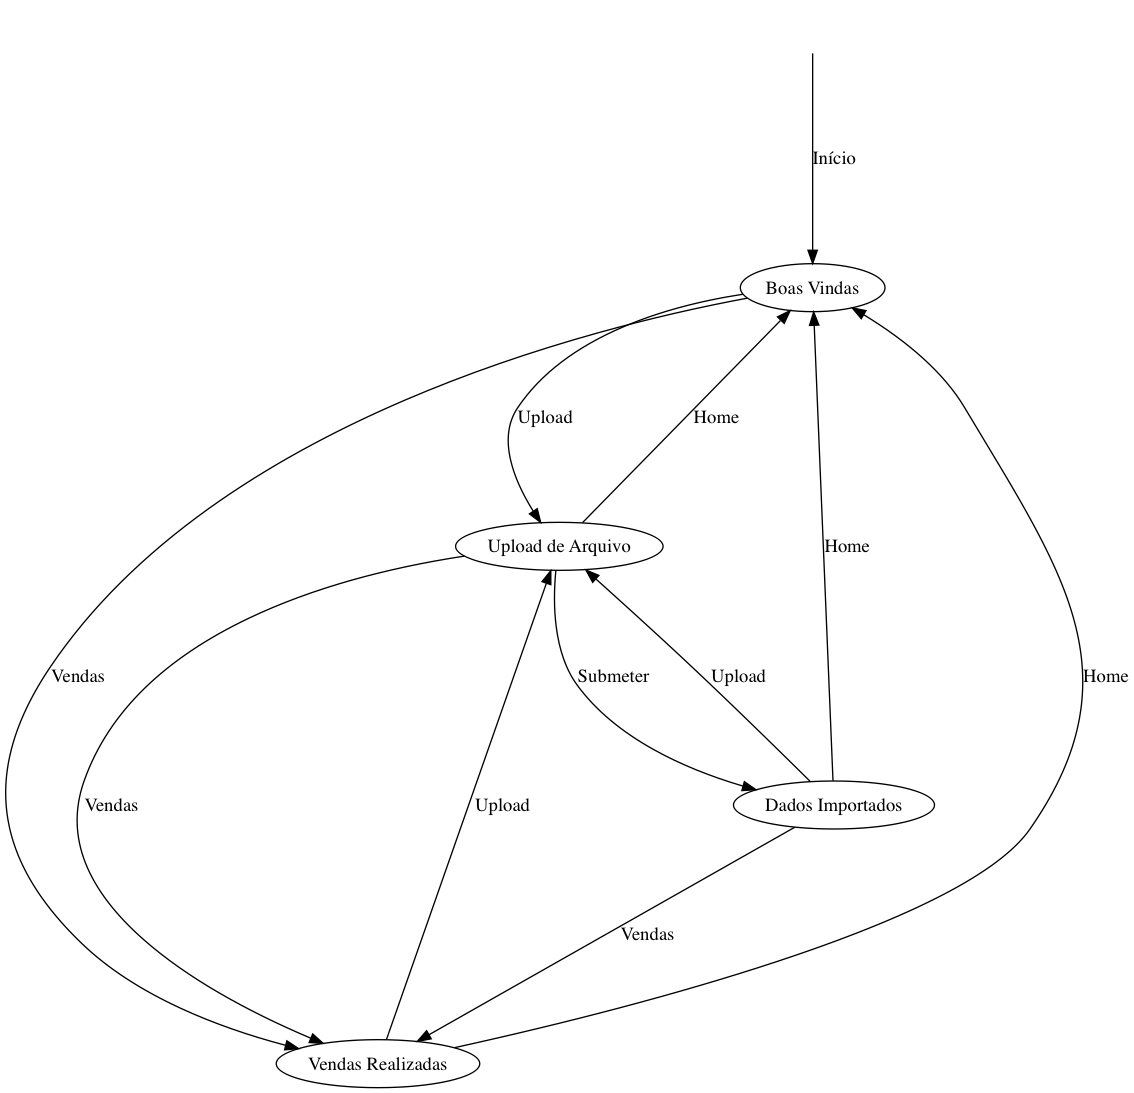 Início
Boas Vindas
Upload
Home
Upload de Arquivo
Home
Vendas
Submeter
Upload
Home
Vendas
Upload
Dados Importados
Vendas
Vendas Realizadas